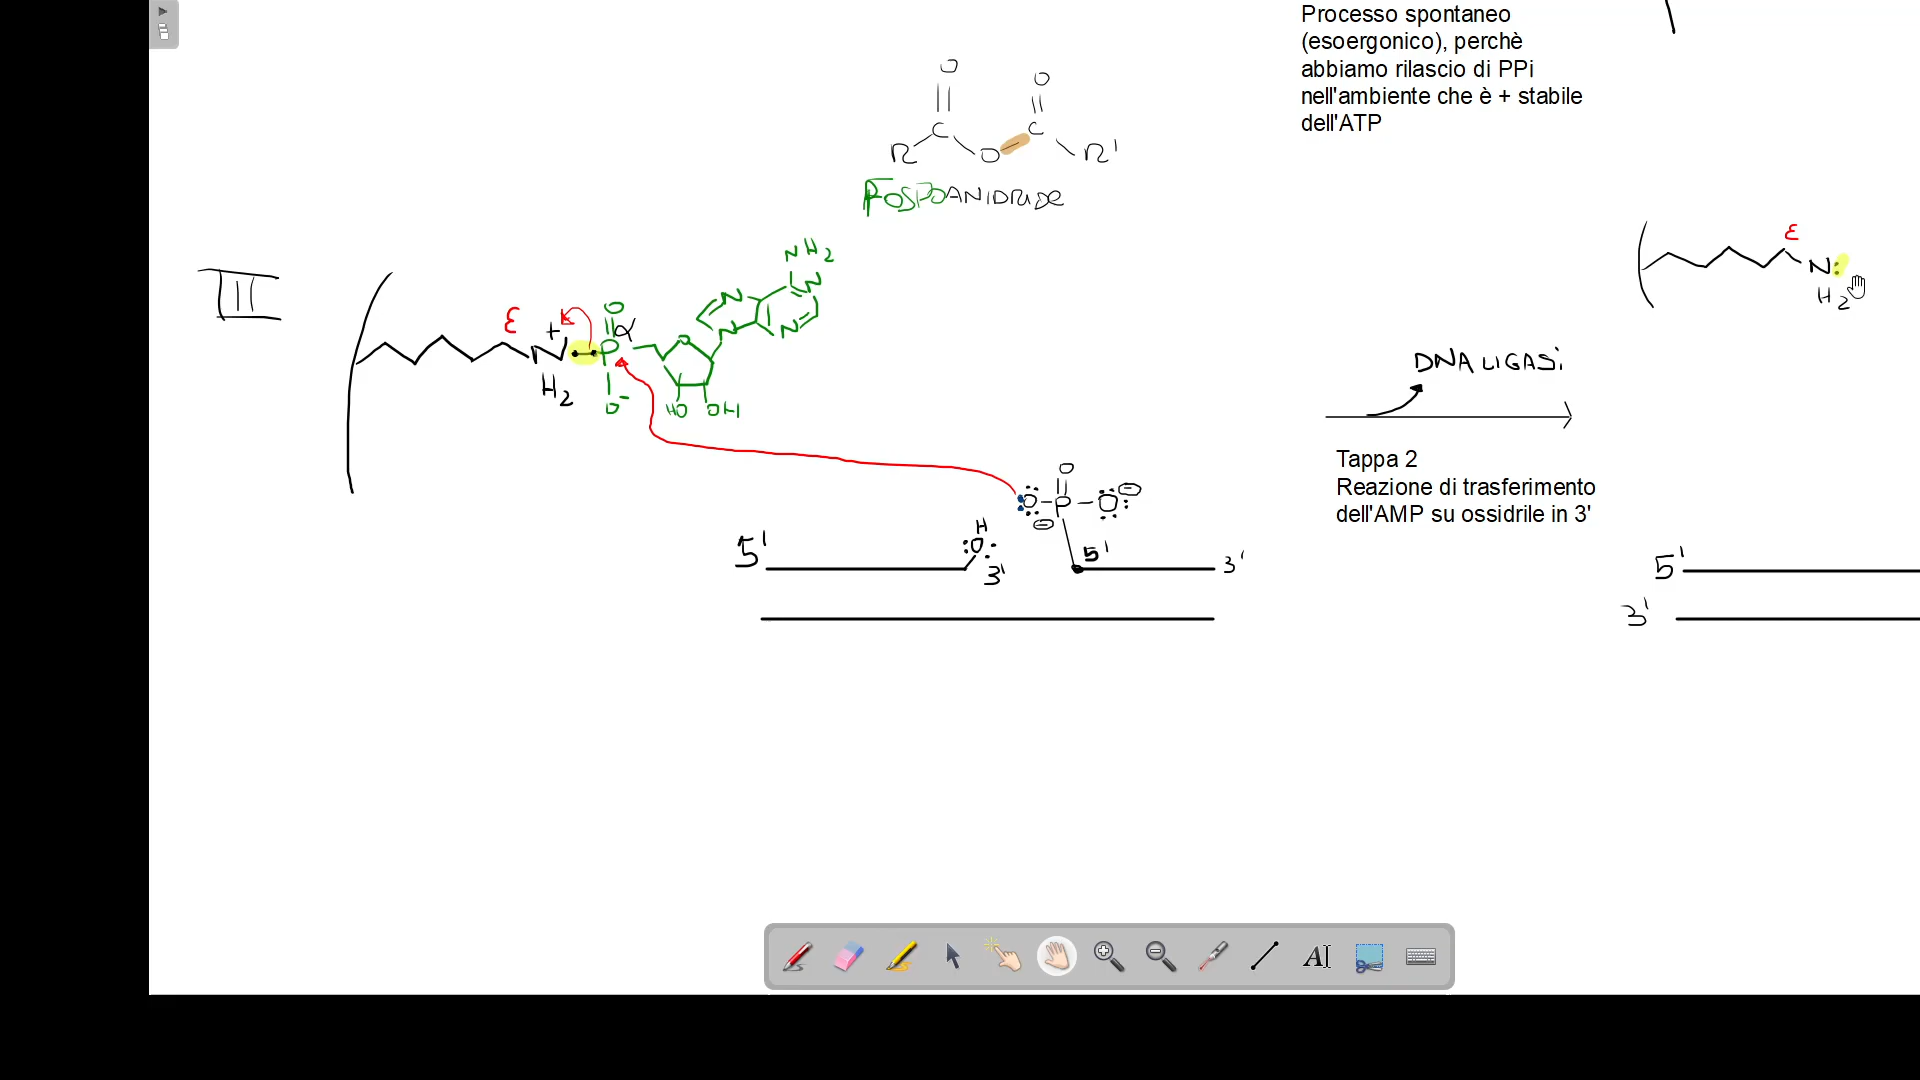 Processo spontaneo
(esoergonico), perchè
abbiamo rilascio di PPi
nell'ambiente che è + stabile
dell'ATP
O
O
C
C
R
O
R'
FOSFOANIDRIDE
II
ε
+
N
H2
O
P
α
O-
O
HO
OH
N
N
NH2
N
N
DNA LIGASI
Tappa 2
Reazione di trasferimento
dell'AMP su ossidrile in 3'
O
O-P-O
5'
H
:O:
3'
5'
3'
ε
N:
H2
5'
3'
AI